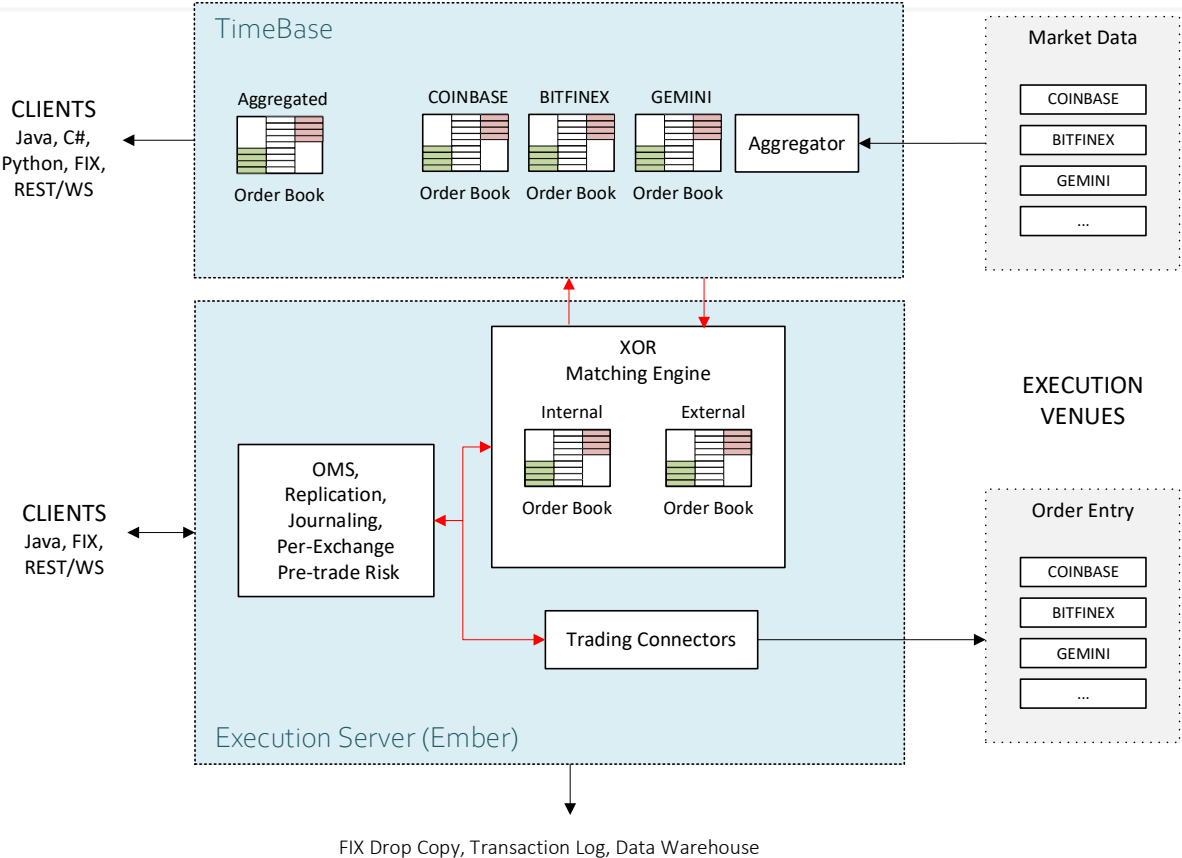 TimeBase
Market Data
COINBASE
BITFINEX
GEMINI
...
CLIENTS
Java, C#,
Python, FIX,
REST/WS
Aggregated
Order Book
COINBASE
Order Book
BITFINEX
Order Book
GEMINI
Order Book
Aggregator
XOR
Matching Engine
Internal
Order Book
External
Order Book
EXECUTION
VENUES
OMS,
Replication,
Journaling,
Per-Exchange
Pre-trade Risk
CLIENTS
Java, FIX,
REST/WS
Order Entry
COINBASE
BITFINEX
GEMINI
...
Trading Connectors
Execution Server (Ember)
FIX Drop Copy, Transaction Log, Data Warehouse